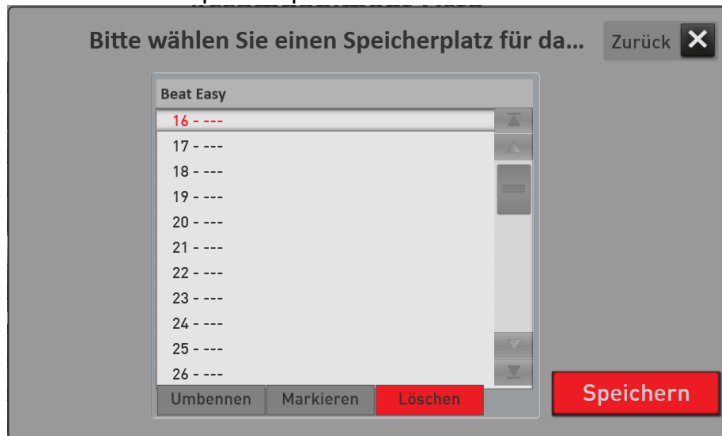 Bitte wählen Sie einen Speicherplatz für da...
Zurück
Beat Easy
16 - ---
17 - ---
18 - ---
19 - ---
20 - ---
21 - ---
22 - ---
23 - ---
24 - ---
25 - ---
26 - ---
Umbennen Markieren Löschen
Speichern